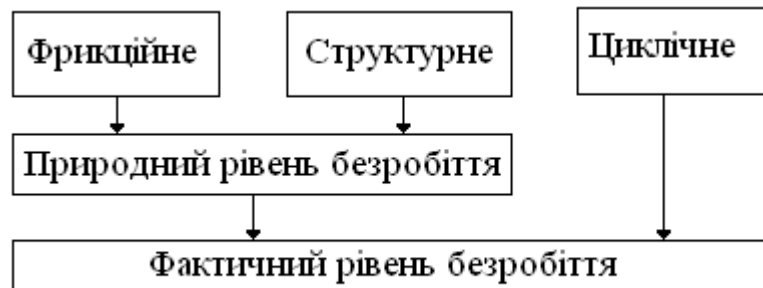 Фрикційне
Структурне
Циклічне
Природний рівень безробіття
Фактичний рівень безробіття